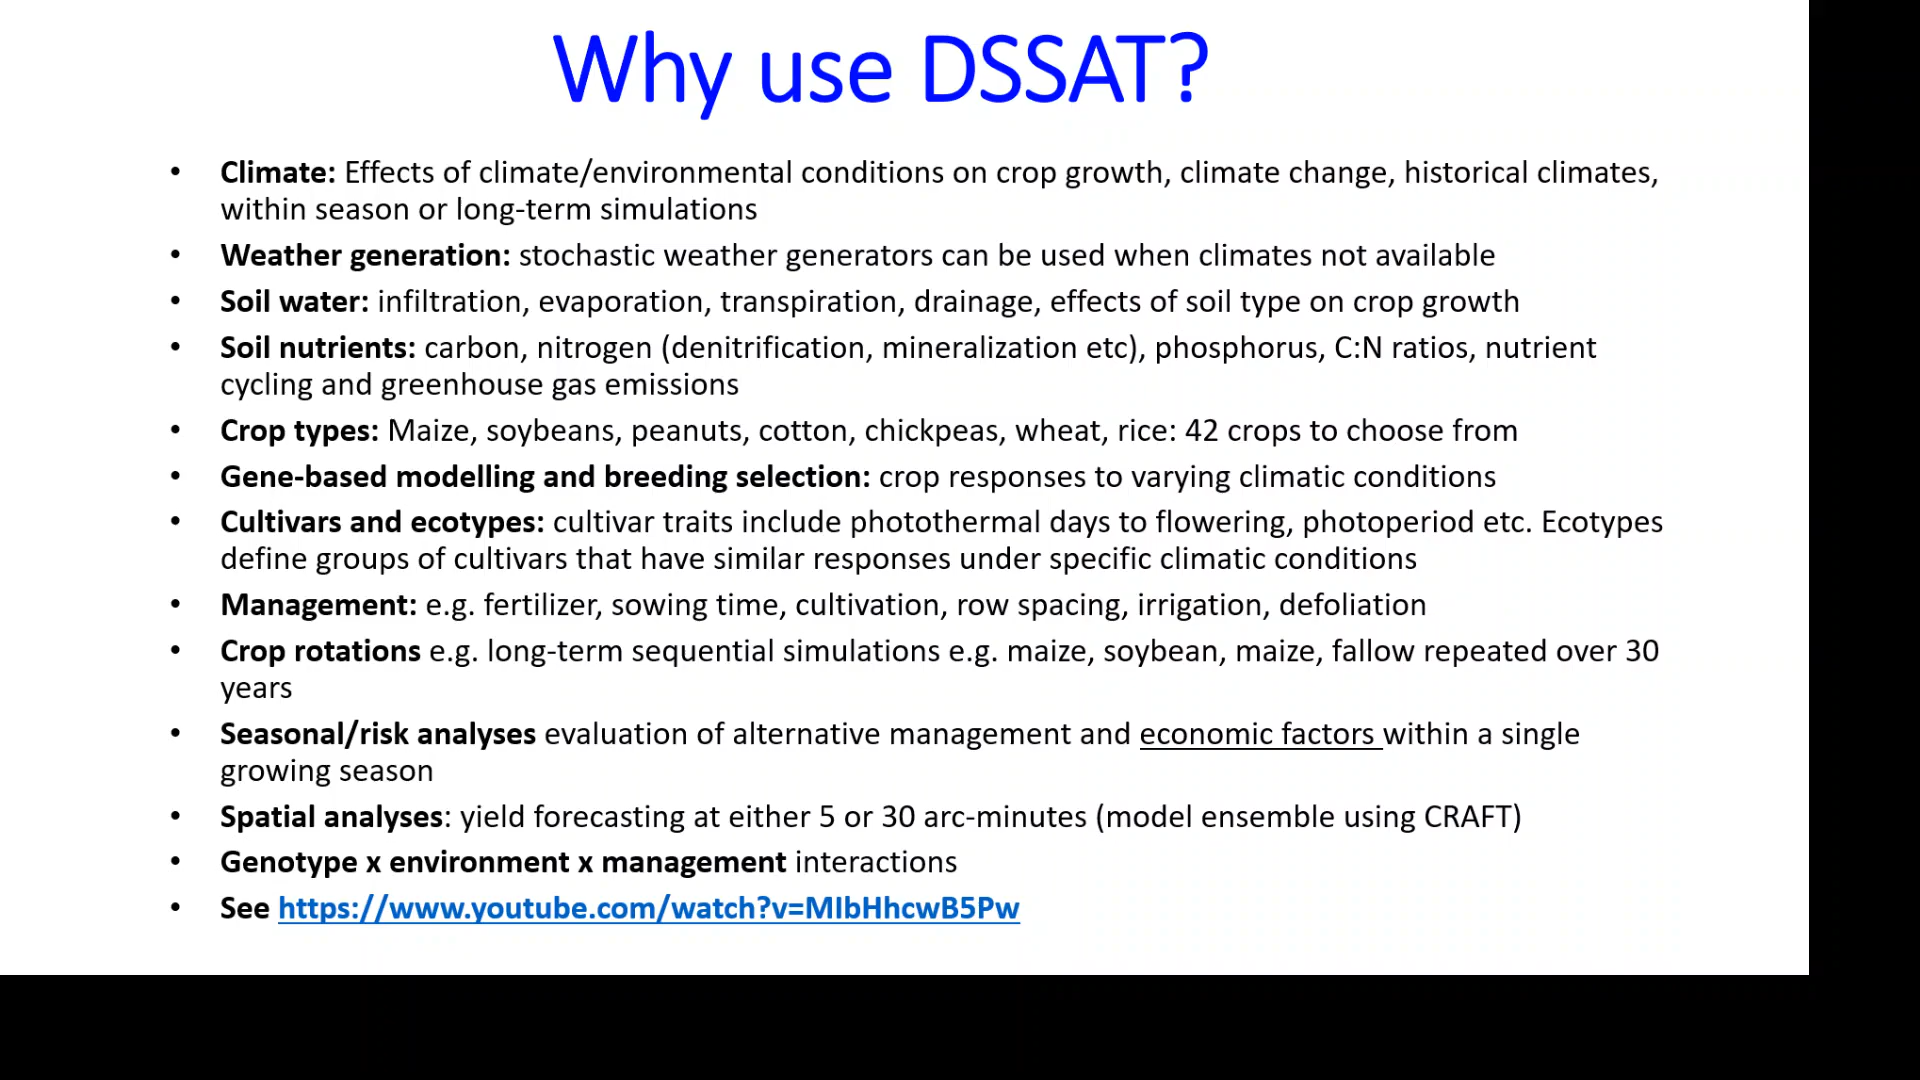 Why use DSSAT?
• Climate: Effects of climate/environmental conditions on crop growth, climate change, historical climates,
within season or long-term simulations
• Weather generation: stochastic weather generators can be used when climates not available
• Soil water: infiltration, evaporation, transpiration, drainage, effects of soil type on crop growth
• Soil nutrients: carbon, nitrogen (denitrification, mineralization etc), phosphorus, C:N ratios, nutrient
cycling and greenhouse gas emissions
• Crop types: Maize, soybeans, peanuts, cotton, chickpeas, wheat, rice: 42 crops to choose from
• Gene-based modelling and breeding selection: crop responses to varying climatic conditions
• Cultivars and ecotypes: cultivar traits include photothermal days to flowering, photoperiod etc. Ecotypes
define groups of cultivars that have similar responses under specific climatic conditions
• Management: e.g. fertilizer, sowing time, cultivation, row spacing, irrigation, defoliation
• Crop rotations e.g. long-term sequential simulations e.g. maize, soybean, maize, fallow repeated over 30
years
• Seasonal/risk analyses evaluation of alternative management and economic factors within a single
growing season
• Spatial analyses: yield forecasting at either 5 or 30 arc-minutes (model ensemble using CRAFT)
• Genotype x environment x management interactions
• See https://www.youtube.com/watch?v=MIbHhcwB5Pw